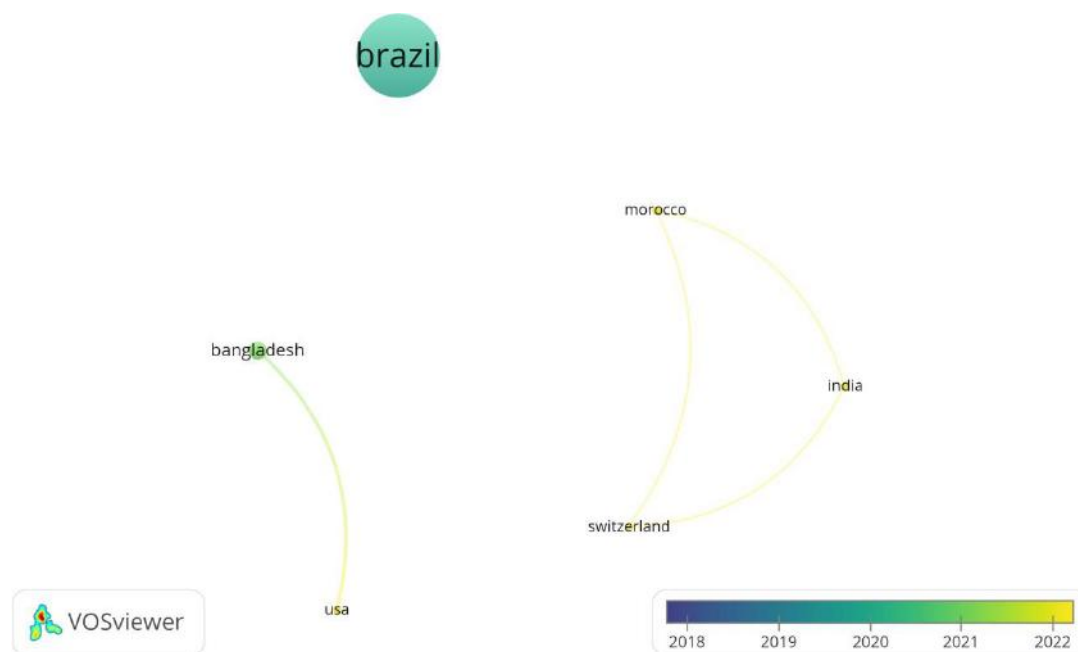 brazil
morocco
bangladesh
india
switzerland
usa
VOSviewer
2018 2019 2020 2021 2022